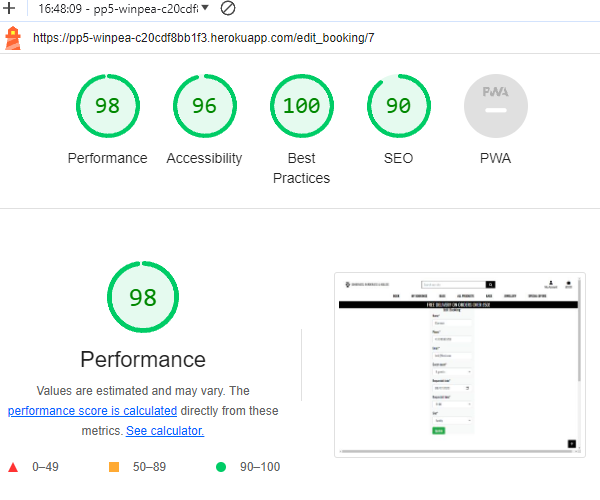 16:48:09 - pp5-winpea-c20cdf8
https://pp5-winpea-c20cdf8bb1f3.herokuapp.com/edit_booking/7
98
96
100
90
PWA
Performance
Accessibility
Best
Practices
SEO
PWA
98
FREE DELIVERY ON ORDERS OVER £50!
Edit Booking
Performance
Values are estimated and may vary. The
performance score is calculated directly from these
metrics. See calculator.
0–49
50–89
90–100